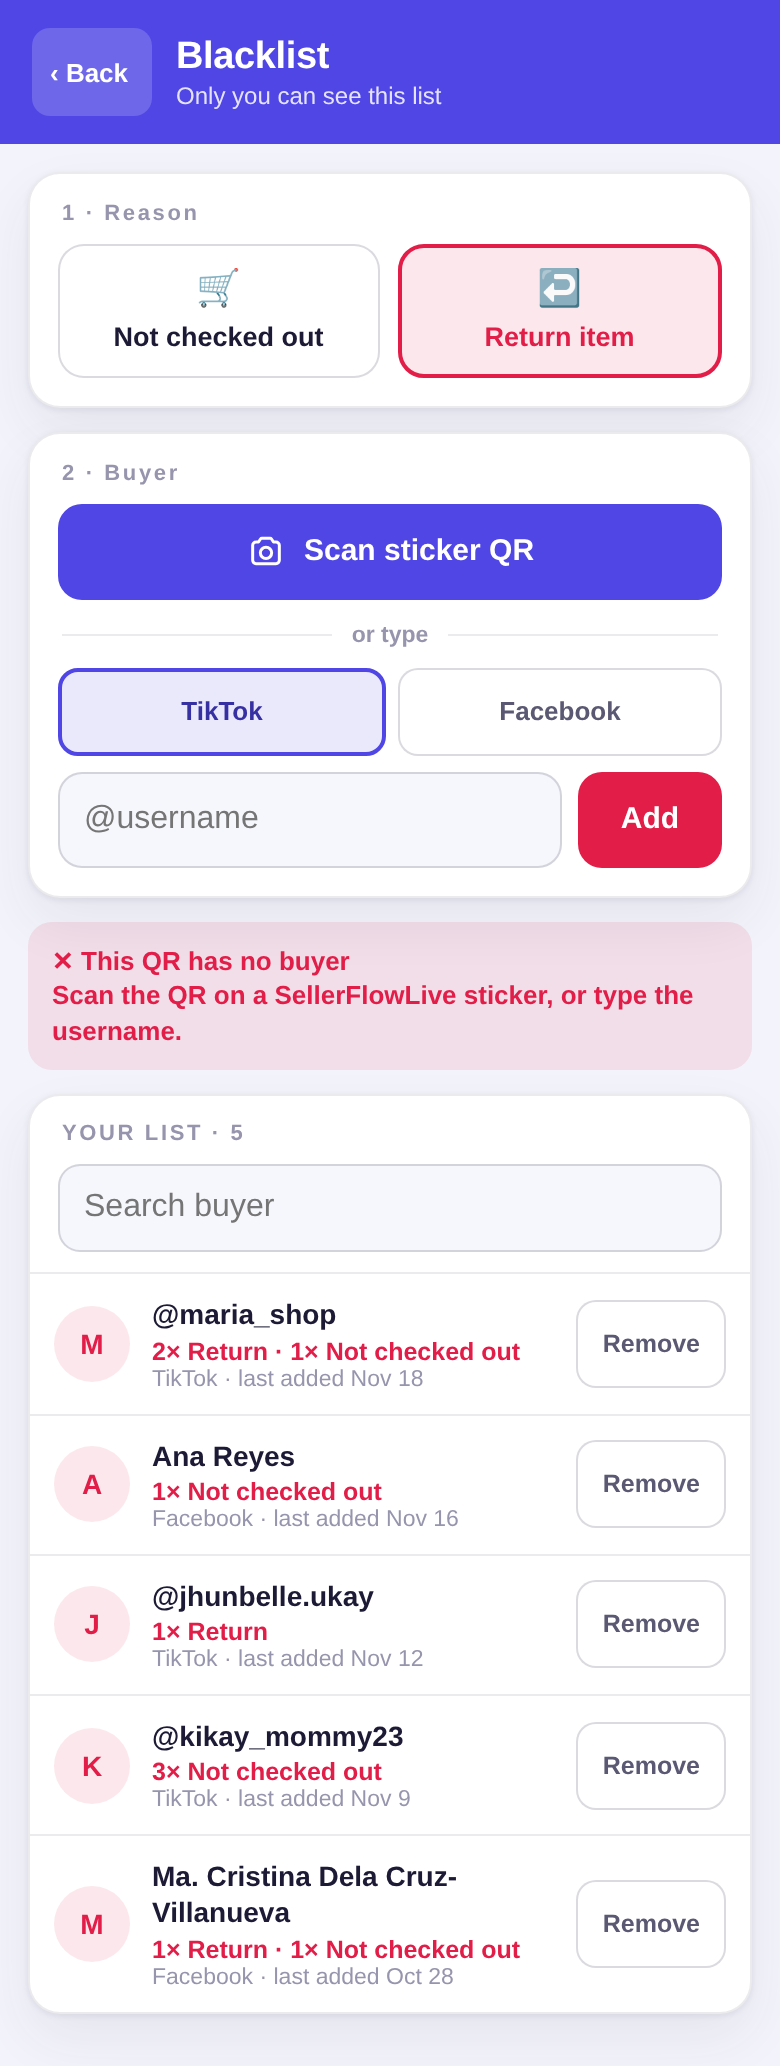 ‹ Back
Blacklist
Only you can see this list
1 · Reason
Not checked out
Return item
2 · Buyer
Scan sticker QR
or type
TikTok
Facebook
@username
Add
✕ This QR has no buyer
Scan the QR on a SellerFlowLive sticker, or type the
username.
YOUR LIST · 5
Search buyer
M
@maria_shop
2× Return · 1× Not checked out
TikTok · last added Nov 18
Remove
A
Ana Reyes
1× Not checked out
Facebook · last added Nov 16
Remove
J
@jhunbelle.ukay
1× Return
TikTok · last added Nov 12
Remove
K
@kikay_mommy23
3× Not checked out
TikTok · last added Nov 9
Remove
M
Ma. Cristina Dela Cruz-
Villanueva
1× Return · 1× Not checked out
Facebook · last added Oct 28
Remove